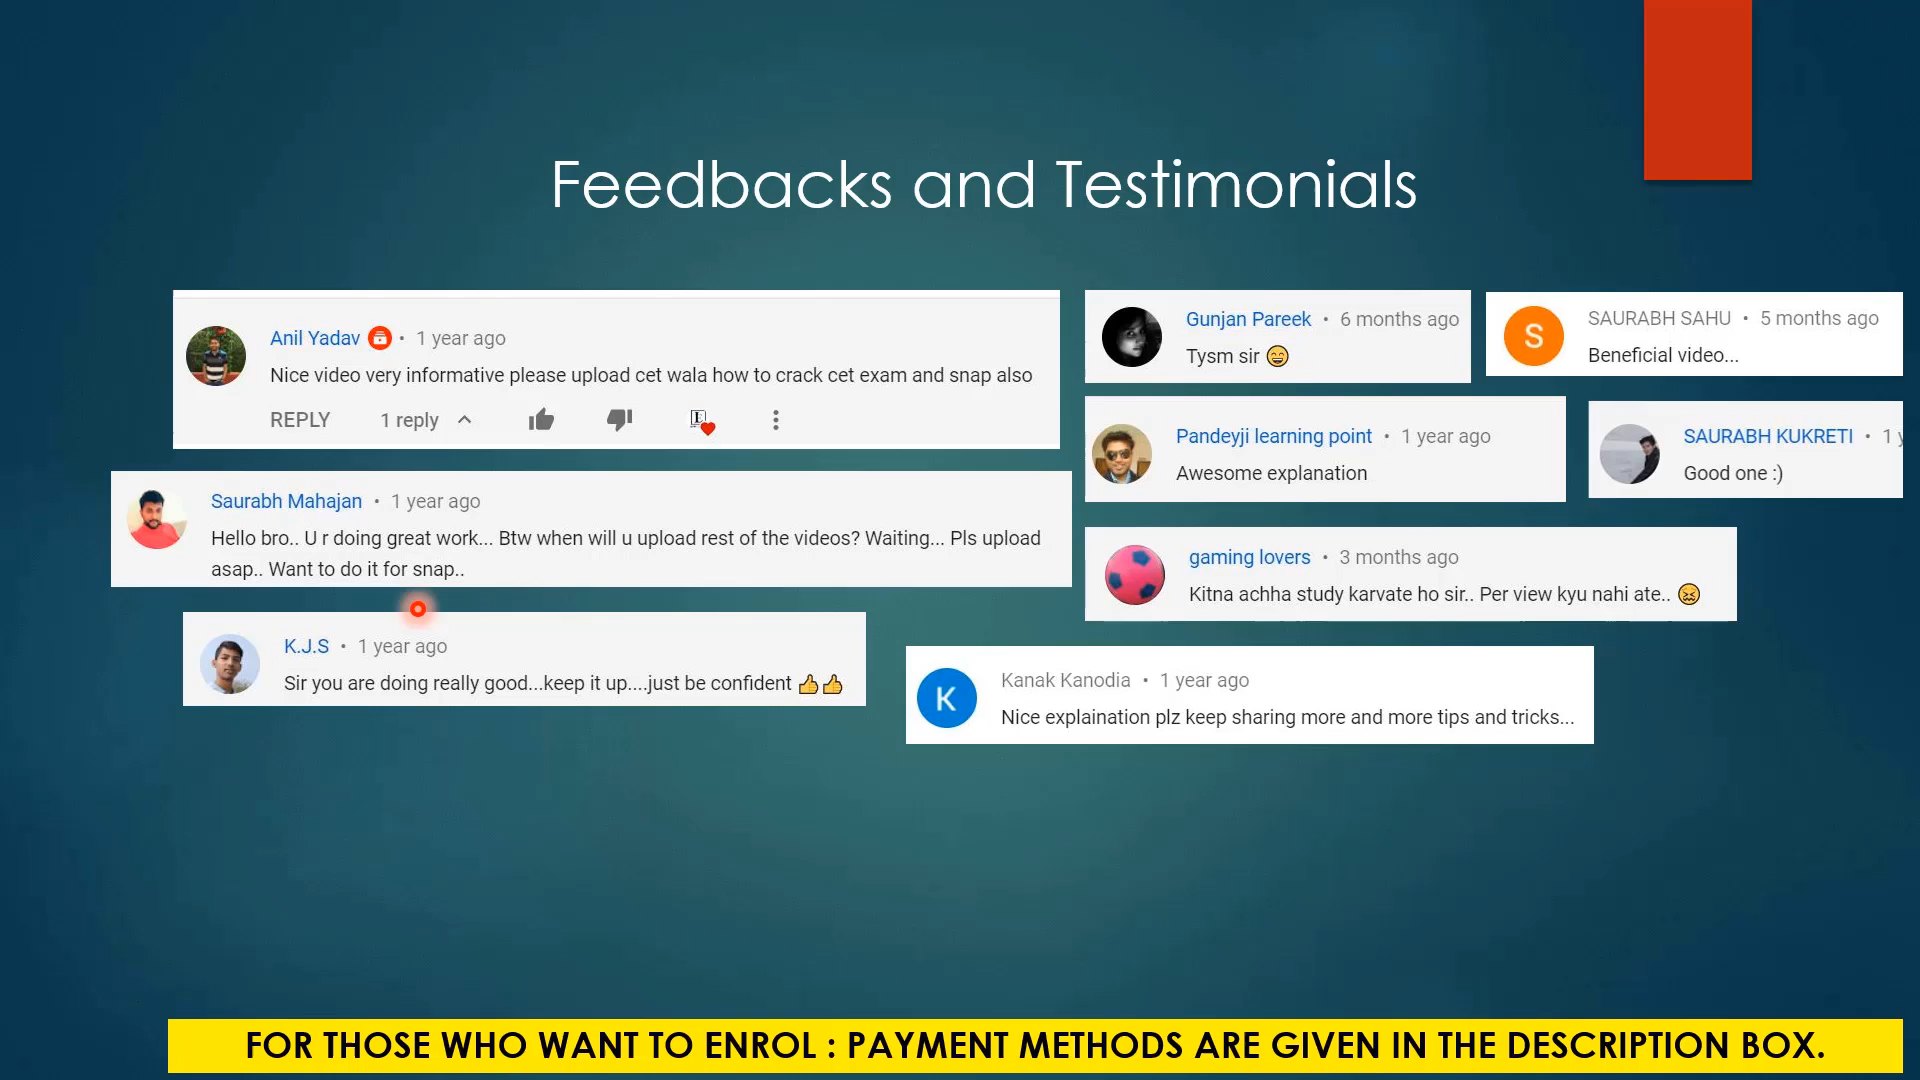 Feedbacks and Testimonials
Anil Yadav • 1 year ago
Nice video very informative please upload cet wala how to crack cet exam and snap also
REPLY 1 reply
Saurabh Mahajan • 1 year ago
Hello bro.. U r doing great work... Btw when will u upload rest of the videos? Waiting... Pls upload
asap.. Want to do it for snap..
K.J.S • 1 year ago
Sir you are doing really good...keep it up....just be confident 👍👍
Gunjan Pareek • 6 months ago
Tysm sir 😄
S
SAURABH SAHU • 5 months ago
Beneficial video...
Pandeyji learning point • 1 year ago
Awesome explanation
SAURABH KUKRETI • 1 y
Good one :)
gaming lovers • 3 months ago
Kitna achha study karvate ho sir.. Per view kyu nahi ate.. 😖
K
Kanak Kanodia • 1 year ago
Nice explaination plz keep sharing more and more tips and tricks...
FOR THOSE WHO WANT TO ENROL : PAYMENT METHODS ARE GIVEN IN THE DESCRIPTION BOX.